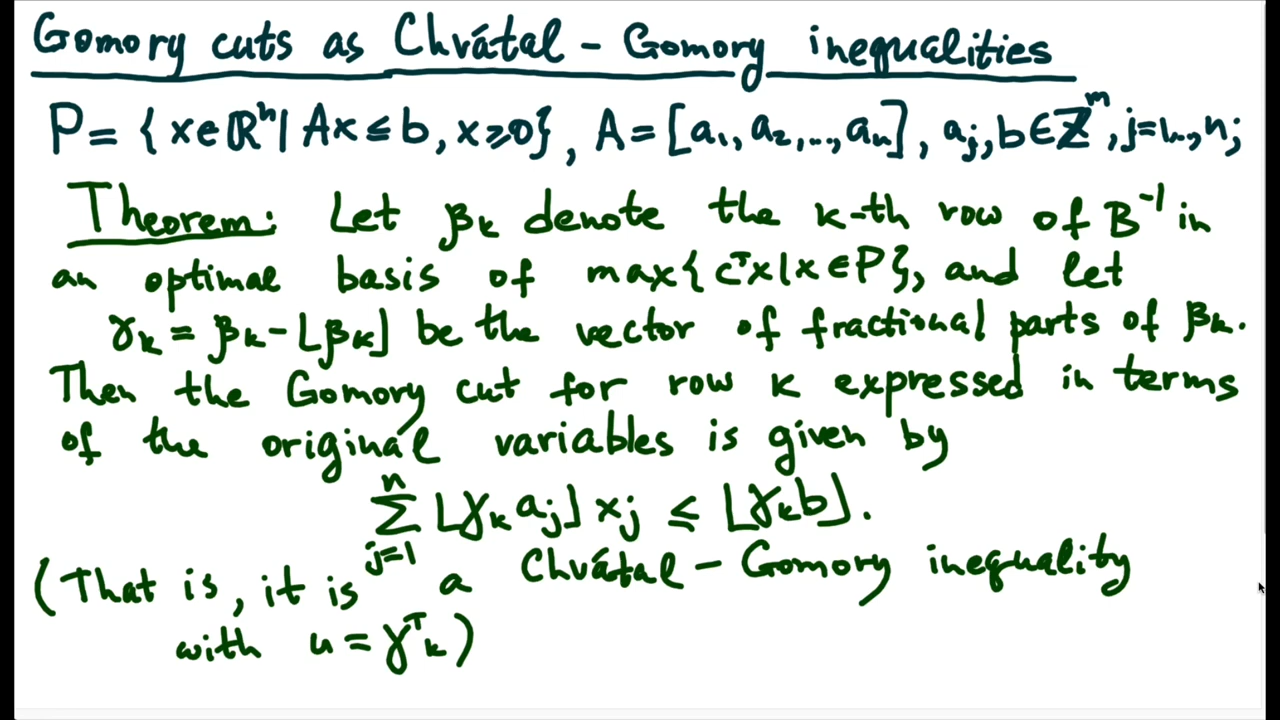 Gomory cuts as Chvátal - Gomory inequalities
P = {x∈ℝⁿ | Ax ≤ b, x ≥ 0}, A = [a₁, a₂, ..., aₙ], aⱼ, b ∈ ℤᵐ, j=1,..., n;
Theorem: Let βₖ denote the k-th row of B⁻¹ in
an optimal basis of max{cᵀx | x ∈ P}, and let
γₖ = βₖ - ⌊βₖ⌋ be the vector of fractional parts of βₖ.
Then the Gomory cut for row k expressed in terms
of the original variables is given by
∑ⱼ₌₁ⁿ ⌊γₖ aⱼ⌋ xⱼ ≤ ⌊γₖ b⌋.
(That is, it is a Chvátal - Gomory inequality
with u = γᵀₖ)